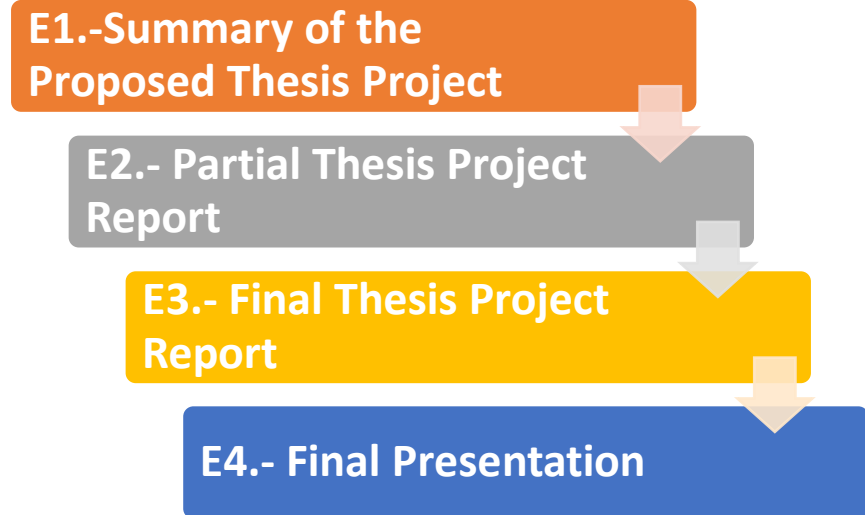 E1.-Summary of the
Proposed Thesis Project
E2.- Partial Thesis Project
Report
E3.- Final Thesis Project
Report
E4.- Final Presentation